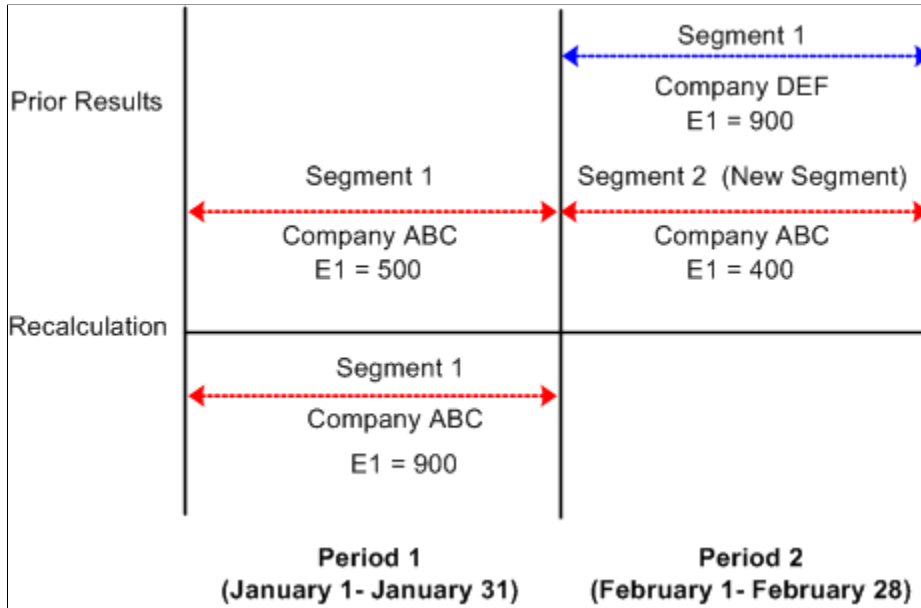 Segment 1
Prior Results
Company DEF
E1 = 900
Segment 1
Segment 2 (New Segment)
Company ABC
E1 = 500
Company ABC
E1 = 400
Recalculation
Segment 1
Company ABC
E1 = 900
Period 1
(January 1- January 31)
Period 2
(February 1- February 28)